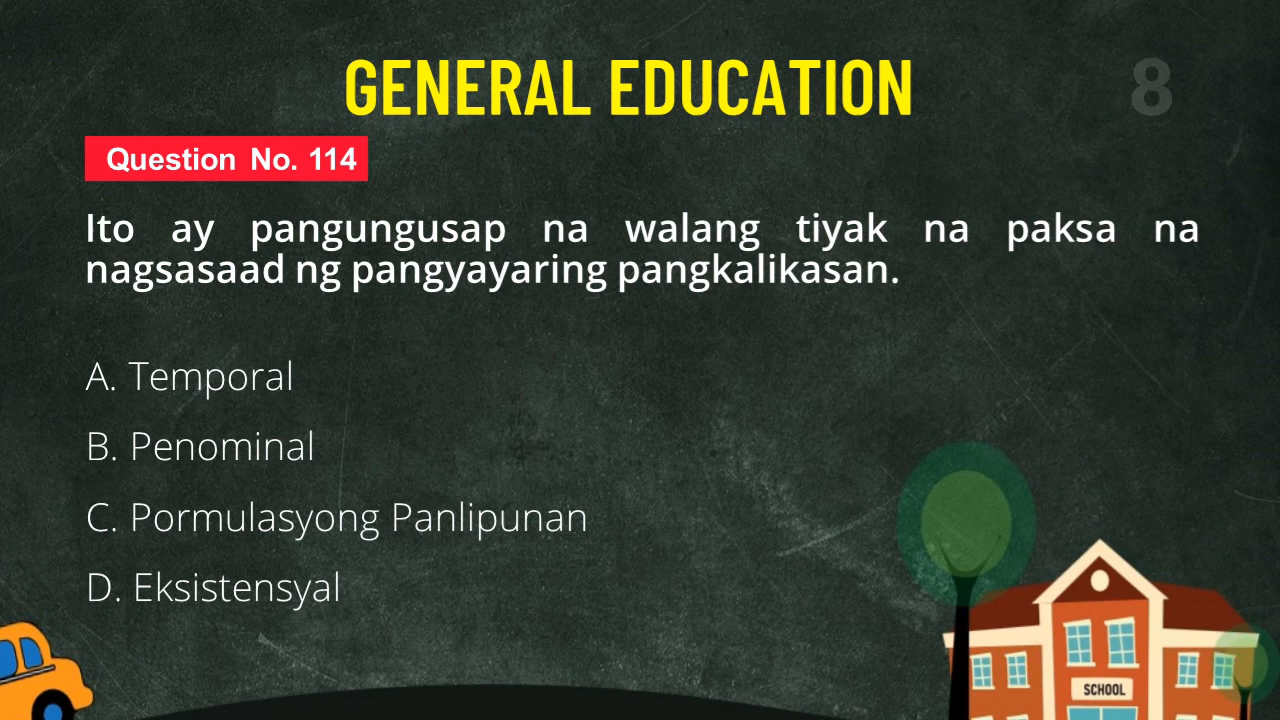 GENERAL EDUCATION
8
Question No. 114
Ito ay pangungusap na walang tiyak na paksa na
nagsasaad ng pangyayaring pangkalikasan.
A. Temporal
B. Penominal
C. Pormulasyong Panlipunan
D. Eksistensyal
SCHOOL